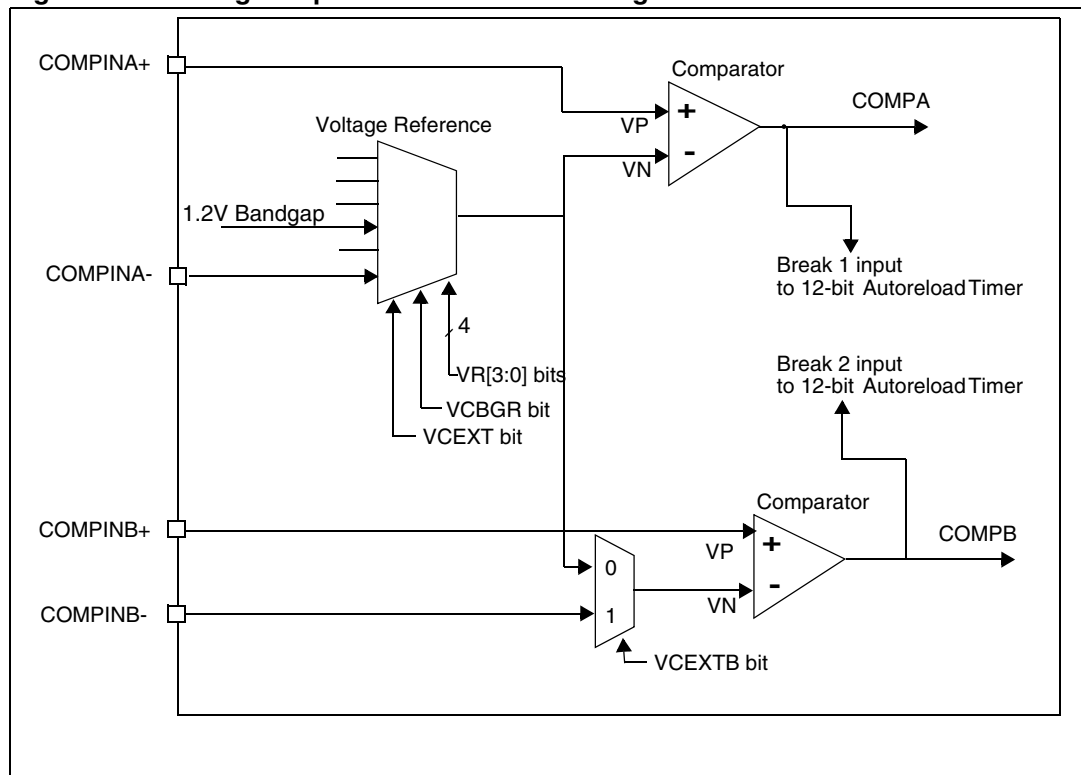 COMPINA+
Comparator
COMPA
+
VP
-
VN
Voltage Reference
1.2V Bandgap
COMPINA-
Break 1 input
to 12-bit Autoreload Timer
4
VR[3:0] bits
VCBGR bit
VCEXT bit
Break 2 input
to 12-bit Autoreload Timer
COMPINB+
Comparator
COMPB
VP
+
0
-
VN
1
COMPINB-
VCEXTB bit